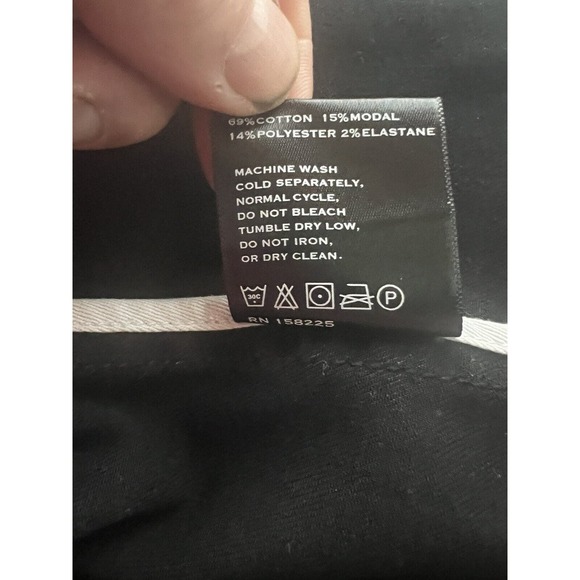 69%COTTON 15%MODAL
14%POLYESTER 2%ELASTANE
MACHINE WASH
COLD SEPARATELY,
NORMAL CYCLE,
DO NOT BLEACH
TUMBLE DRY LOW,
DO NOT IRON,
OR DRY CLEAN.
30C P
RN 158225